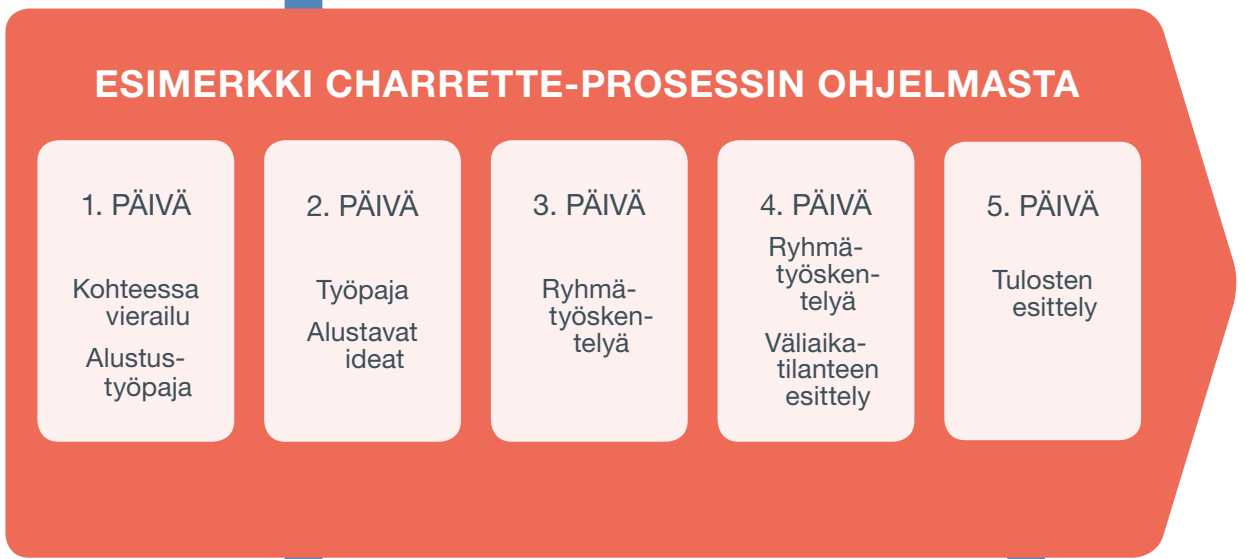 ESIMERKKI CHARRETTE-PROSESSIN OHJELMASTA
1. PÄIVÄ
Kohteessa
vierailu
Alustus-
työpaja
2. PÄIVÄ
Työpaja
Alustavat
ideat
3. PÄIVÄ
Ryhmä-
työsken-
telyä
4. PÄIVÄ
Ryhmä-
työsken-
telyä
Väliaika-
tilanteen
esittely
5. PÄIVÄ
Tulosten
esittely